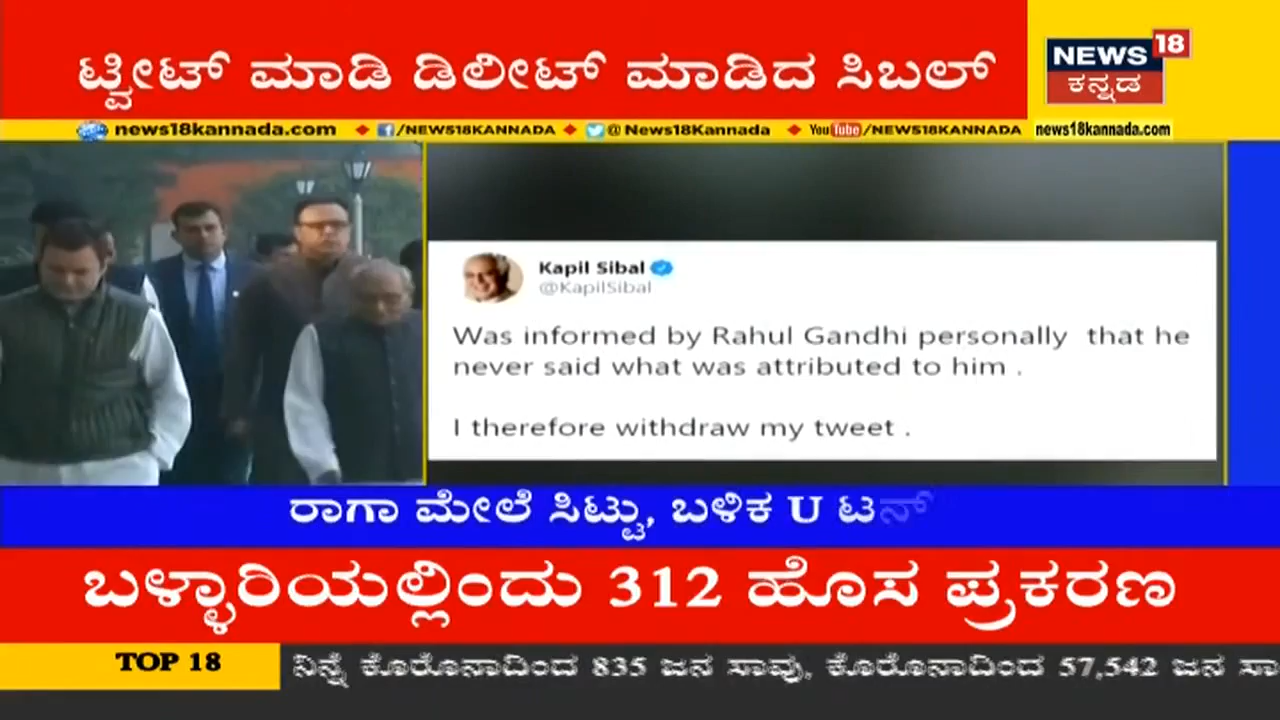 ಟ್ವೀಟ್ ಮಾಡಿ ಡಿಲೀಟ್ ಮಾಡಿದ ಸಿಬಲ್
NEWS 18
ಕನ್ನಡ
news18kannada.com /NEWS18KANNADA @News18Kannada YouTube/NEWS18KANNADA news18kannada.com
Kapil Sibal
@KapilSibal
Was informed by Rahul Gandhi personally that he
never said what was attributed to him .
I therefore withdraw my tweet .
ರಾಗಾ ಮೇಲೆ ಸಿಟ್ಟು, ಬಳಿಕ U ಟನ್
ಬಳ್ಳಾರಿಯಲ್ಲಿಂದು 312 ಹೊಸ ಪ್ರಕರಣ
TOP 18
ನಿನ್ನೆ ಕೊರೊನಾದಿಂದ 835 ಜನ ಸಾವು, ಕೊರೊನಾದಿಂದ 57,542 ಜನ ಸಾ